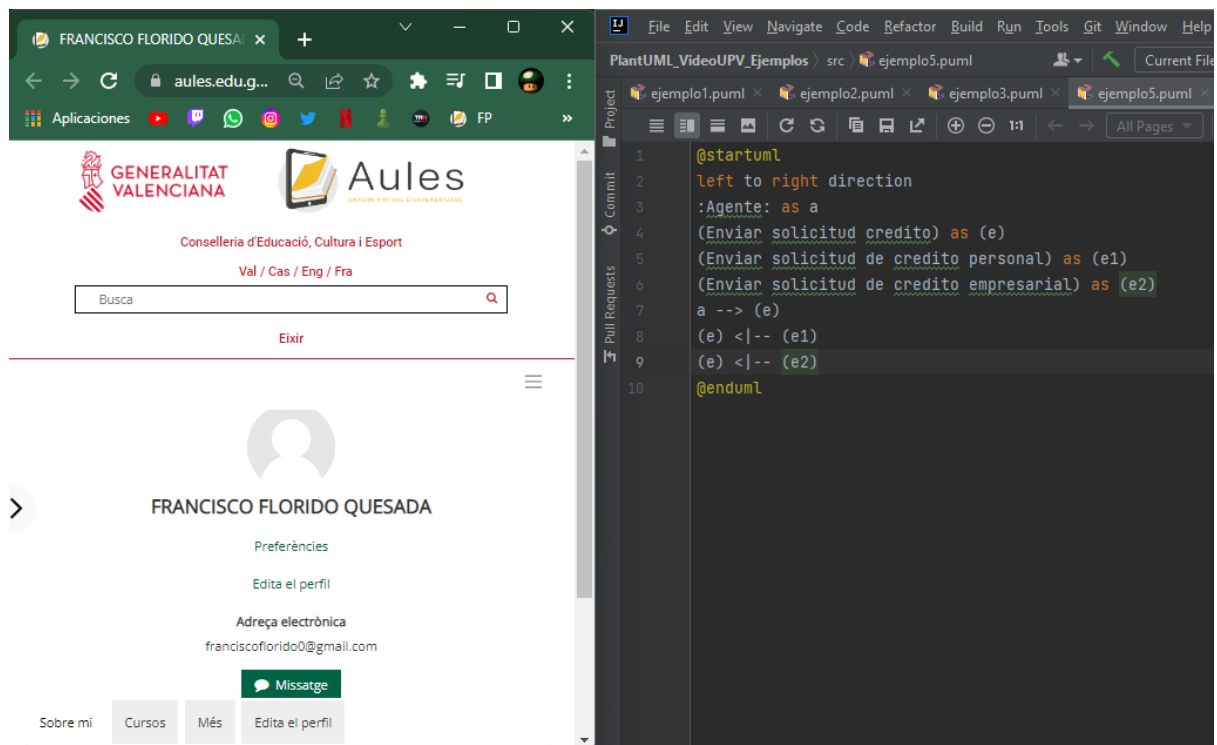 FRANCISCO FLORIDO QUESA
aules.edu.g...
Aplicaciones
FP
»
GENERALITAT
VALENCIANA
Aules
ENTORN VIRTUAL D'APRENENTATGE
Conselleria d'Educació, Cultura i Esport
Val / Cas / Eng / Fra
Busca
Eixir
FRANCISCO FLORIDO QUESADA
Preferències
Edita el perfil
Adreça electrònica
franciscoflorido0@gmail.com
Missatge
Sobre mi Cursos Més Edita el perfil
IJ File Edit View Navigate Code Refactor Build Run Tools Git Window Help
PlantUML_VideoUPV_Ejemplos 〉 src 〉 ejemplo5.puml Current File
ejemplo1.puml ejemplo2.puml ejemplo3.puml ejemplo5.puml
1:1 All Pages
Project
Commit
Pull Requests
1 @startuml
2 left to right direction
3 :Agente: as a
4 (Enviar solicitud credito) as (e)
5 (Enviar solicitud de credito personal) as (e1)
6 (Enviar solicitud de credito empresarial) as (e2)
7 a --> (e)
8 (e) <|-- (e1)
9 (e) <|-- (e2)
10 @enduml